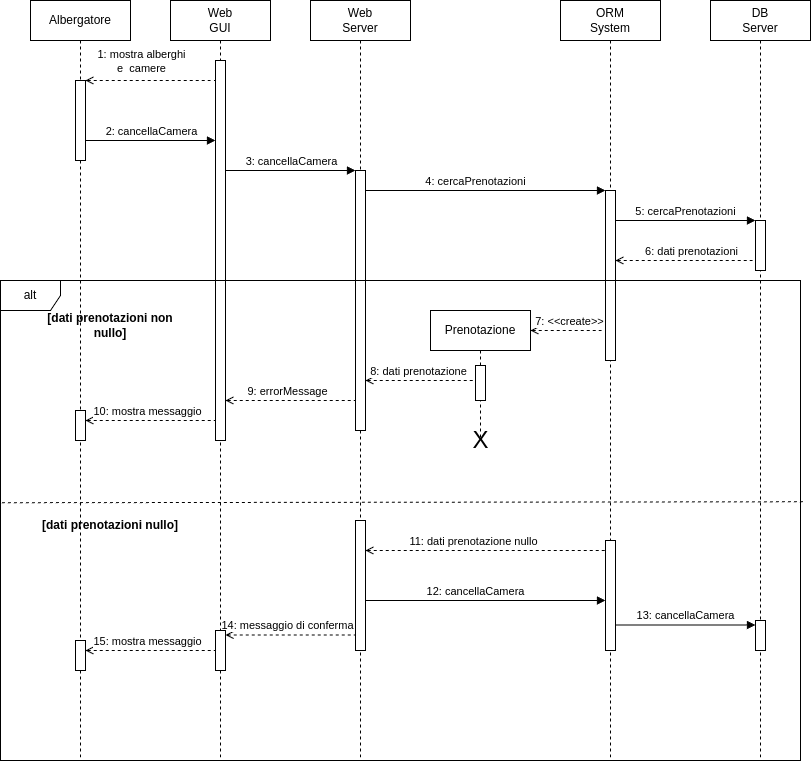 Albergatore
Web
GUI
Web
Server
ORM
System
DB
Server
1: mostra alberghi
e camere
2: cancellaCamera
3: cancellaCamera
4: cercaPrenotazioni
5: cercaPrenotazioni
6: dati prenotazioni
alt
[dati prenotazioni non
nullo]
7: <<create>>
Prenotazione
8: dati prenotazione
9: errorMessage
10: mostra messaggio
X
[dati prenotazioni nullo]
11: dati prenotazione nullo
12: cancellaCamera
13: cancellaCamera
14: messaggio di conferma
15: mostra messaggio